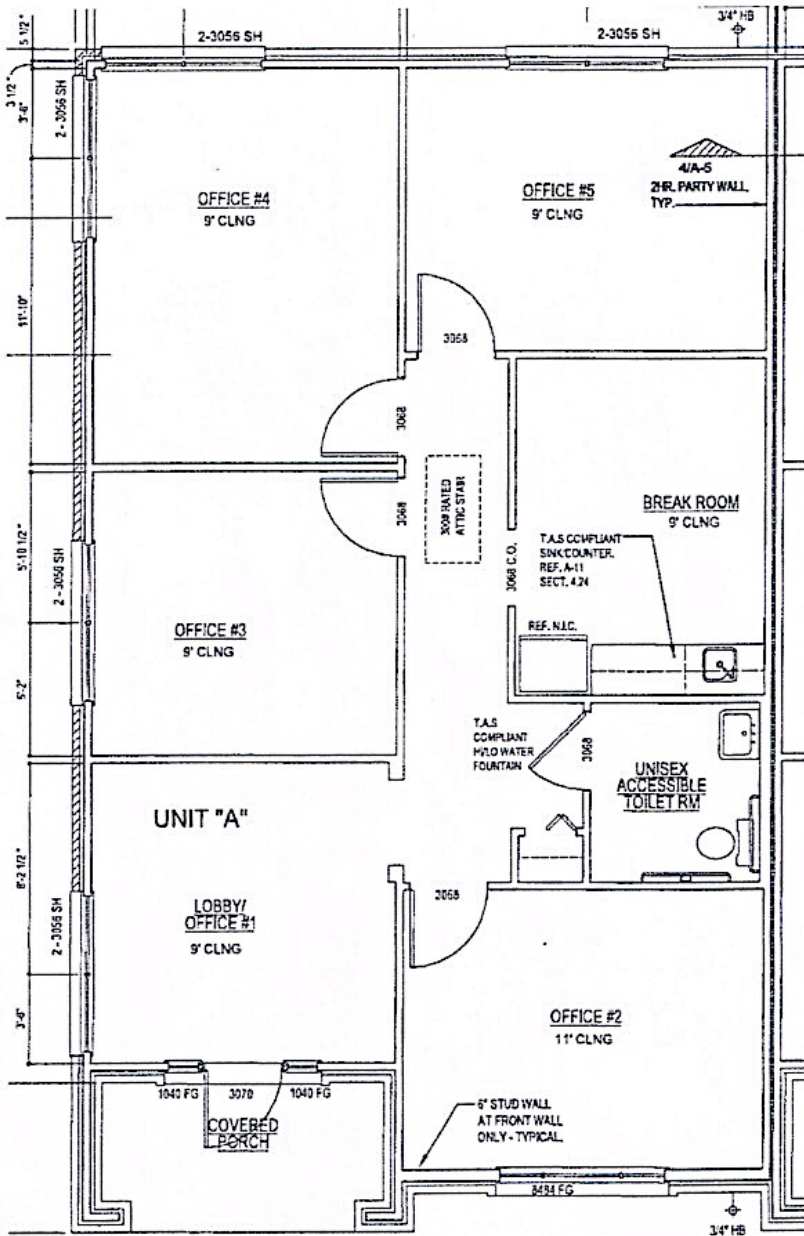 3/4" HB
5 1/2"
2-3056 SH
2-3056 SH
3 1/2"
3'-6"
2 - 3056 SH
4/A-5
2HR. PARTY WALL,
TYP.
OFFICE #4
9' CLNG
OFFICE #5
9' CLNG
11'-10"
3068
3068
3068
3068 RATED
ATTIC STAIR
BREAK ROOM
9' CLNG
T.A.S COMPLIANT
SINK/COUNTER.
REF. A-11
SECT. 4.24
3068 C.O.
5'-10 1/2"
2 - 3056 SH
OFFICE #3
9' CLNG
REF. N.I.C.
5'-2"
T.A.S
COMPLIANT
HI/LO WATER
FOUNTAIN
3068
UNISEX
ACCESSIBLE
TOILET RM
UNIT "A"
8'-2 1/2"
3068
LOBBY/
OFFICE #1
9' CLNG
2 - 3056 SH
3'-6"
OFFICE #2
11' CLNG
1040 FG
3070
1040 FG
COVERED
PORCH
6" STUD WALL
AT FRONT WALL
ONLY - TYPICAL.
FG
3/4" HB